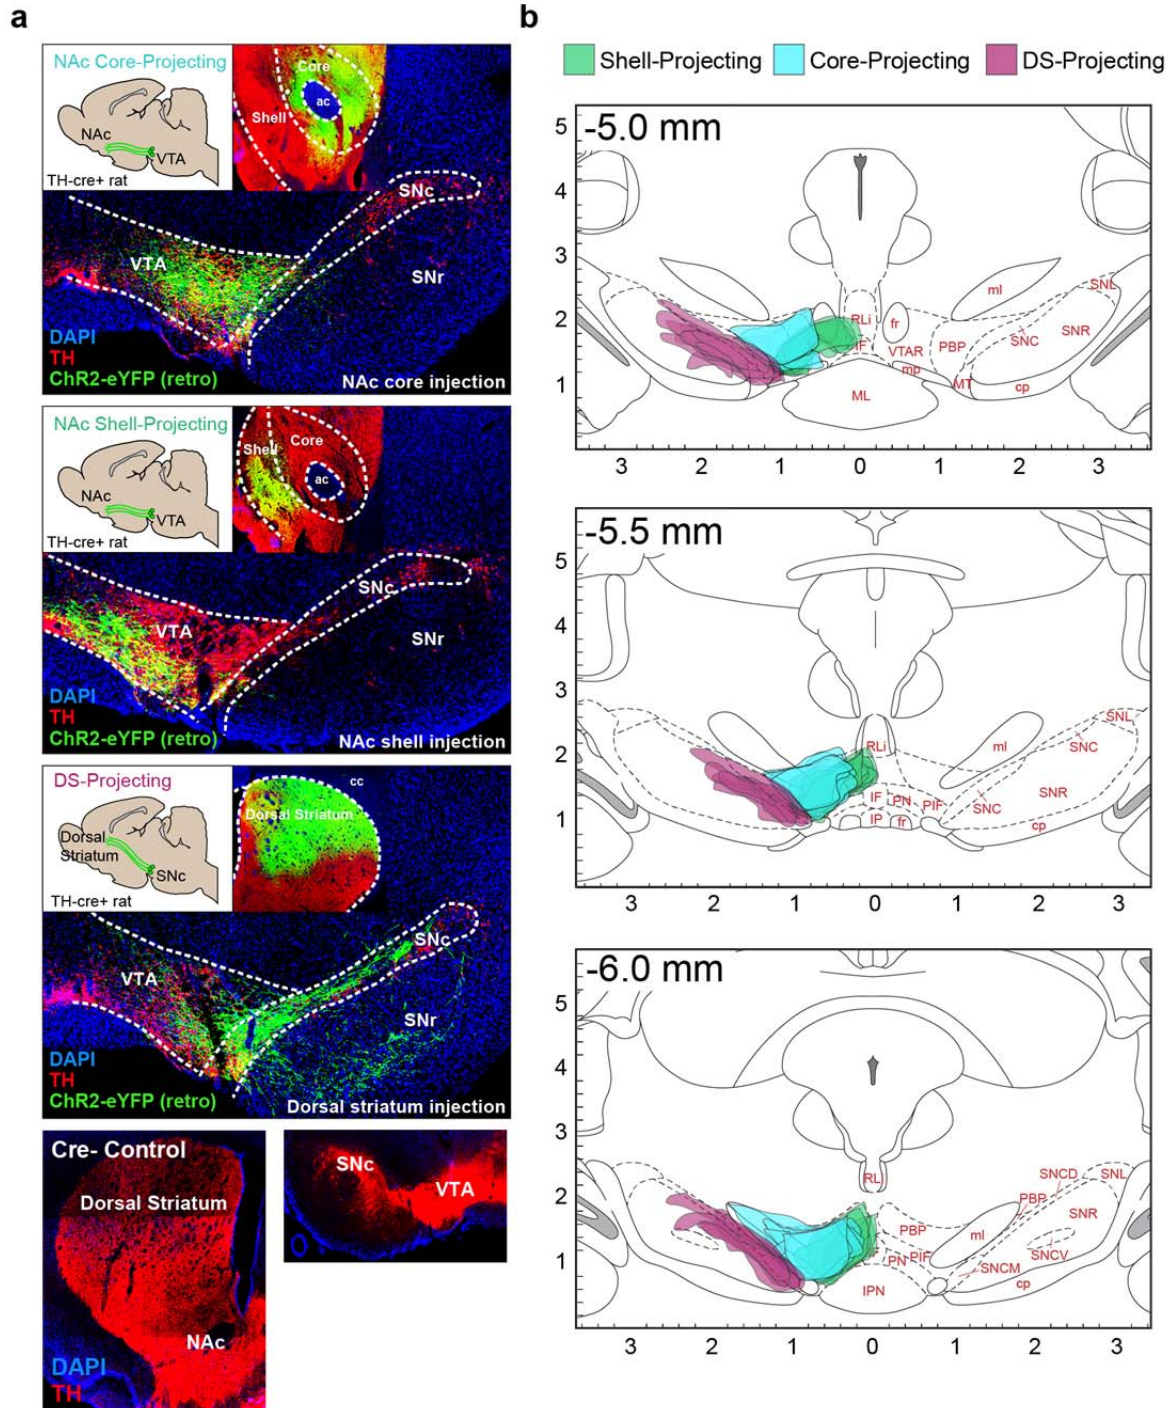 a
NAc Core-Projecting
NAc
VTA
TH-cre+ rat
Core
ac
Shell
SNc
VTA
SNr
DAPI
TH
ChR2-eYFP (retro)
NAc core injection
NAc Shell-Projecting
NAc
VTA
TH-cre+ rat
Core
Shell
ac
SNc
VTA
SNr
DAPI
TH
ChR2-eYFP (retro)
NAc shell injection
DS-Projecting
Dorsal
Striatum
SNc
TH-cre+ rat
cc
Dorsal Striatum
SNc
VTA
SNr
DAPI
TH
ChR2-eYFP (retro)
Dorsal striatum injection
Cre- Control
Dorsal Striatum
NAc
DAPI
TH
SNc
VTA
b
Shell-Projecting Core-Projecting DS-Projecting
-5.0 mm
5
4
3
2
1
RLi
fr
IF
VTAR
mp
PBP
ml
SNL
SNC
SNR
MT
cp
ML
3 2 1 0 1 2 3
-5.5 mm
5
4
3
2
1
RLi
ml
SNL
SNC
IF
PN
PIF
SNC
SNR
IP
fr
cp
3 2 1 0 1 2 3
-6.0 mm
5
4
3
2
1
RL
SNCD
SNL
PBP
PBP
ml
SNR
PN
PIF
SNCV
SNCM
cp
IPN
3 2 1 0 1 2 3